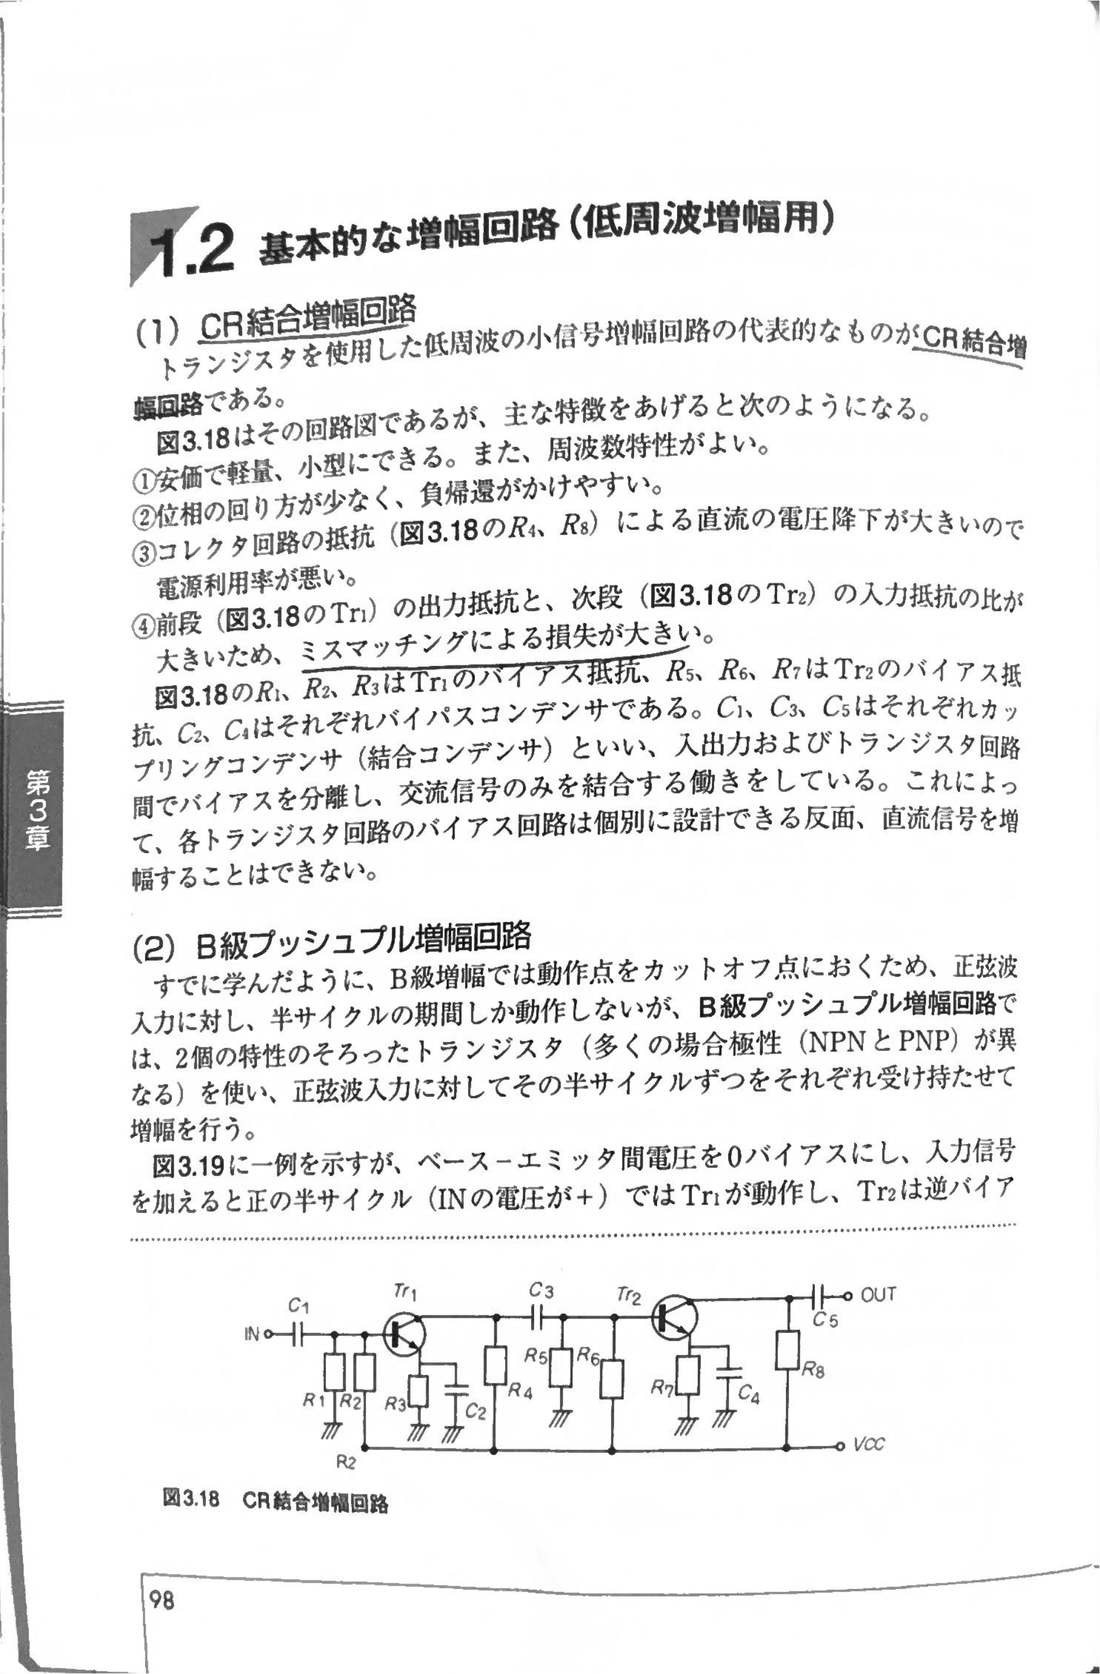 1.2 基本的な増幅回路(低周波増幅用)
(1) CR結合増幅回路
トランジスタを使用した低周波の小信号増幅回路の代表的なものがCR結合増
幅回路である。
図3.18はその回路図であるが、主な特徴をあげると次のようになる。
①安価で軽量、小型にできる。また、周波数特性がよい。
②位相の回り方が少なく、負帰還がかけやすい。
③コレクタ回路の抵抗(図3.18のR4、R8)による直流の電圧降下が大きいので
電源利用率が悪い。
④前段(図3.18のTr1)の出力抵抗と、次段(図3.18のTr2)の入力抵抗の比が
大きいため、ミスマッチングによる損失が大きい。
図3.18のR1、R2、R3はTr1のバイアス抵抗、R5、R6、R7はTr2のバイアス抵
抗、C2、C4はそれぞれバイパスコンデンサである。C1、C3、C5はそれぞれカッ
プリングコンデンサ(結合コンデンサ)といい、入出力およびトランジスタ回路
間でバイアスを分離し、交流信号のみを結合する働きをしている。これによっ
て、各トランジスタ回路のバイアス回路は個別に設計できる反面、直流信号を増
幅することはできない。
第3章
(2) B級プッシュプル増幅回路
すでに学んだように、B級増幅では動作点をカットオフ点におくため、正弦波
入力に対し、半サイクルの期間しか動作しないが、B級プッシュプル増幅回路で
は、2個の特性のそろったトランジスタ(多くの場合極性(NPNとPNP)が異
なる)を使い、正弦波入力に対してその半サイクルずつをそれぞれ受け持たせて
増幅を行う。
図3.19に一例を示すが、ベース−エミッタ間電圧を0バイアスにし、入力信号
を加えると正の半サイクル(INの電圧が+)ではTr1が動作し、Tr2は逆バイア
C1 Tr1 C3 Tr2 C5 OUT
IN
R1 R2 R3 C2 R4 R5 R6 R7 C4 R8
R2 VCC
図3.18 CR結合増幅回路
98